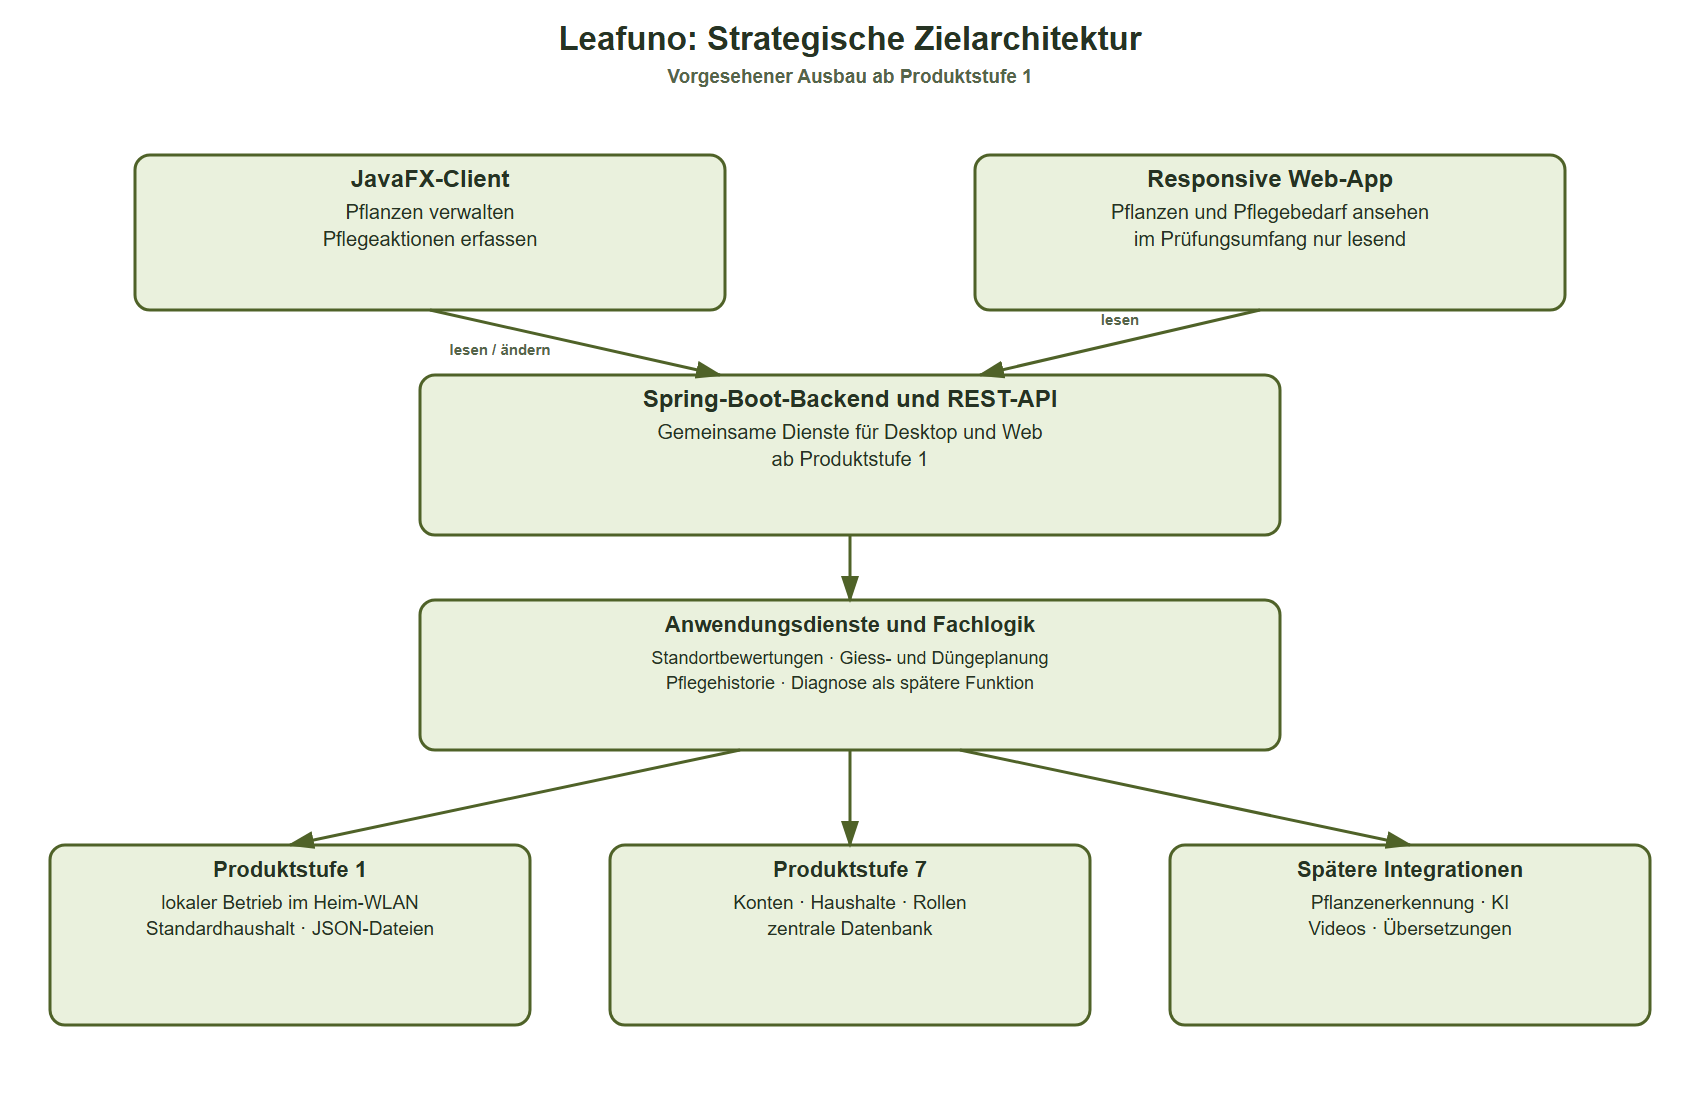 Leafuno: Strategische Zielarchitektur
Vorgesehener Ausbau ab Produktstufe 1
JavaFX-Client
Pflanzen verwalten
Pflegeaktionen erfassen
Responsive Web-App
Pflanzen und Pflegebedarf ansehen
im Prüfungsumfang nur lesend
lesen / ändern
lesen
Spring-Boot-Backend und REST-API
Gemeinsame Dienste für Desktop und Web
ab Produktstufe 1
Anwendungsdienste und Fachlogik
Standortbewertungen · Giess- und Düngeplanung
Pflegehistorie · Diagnose als spätere Funktion
Produktstufe 1
lokaler Betrieb im Heim-WLAN
Standardhaushalt · JSON-Dateien
Produktstufe 7
Konten · Haushalte · Rollen
zentrale Datenbank
Spätere Integrationen
Pflanzenerkennung · KI
Videos · Übersetzungen